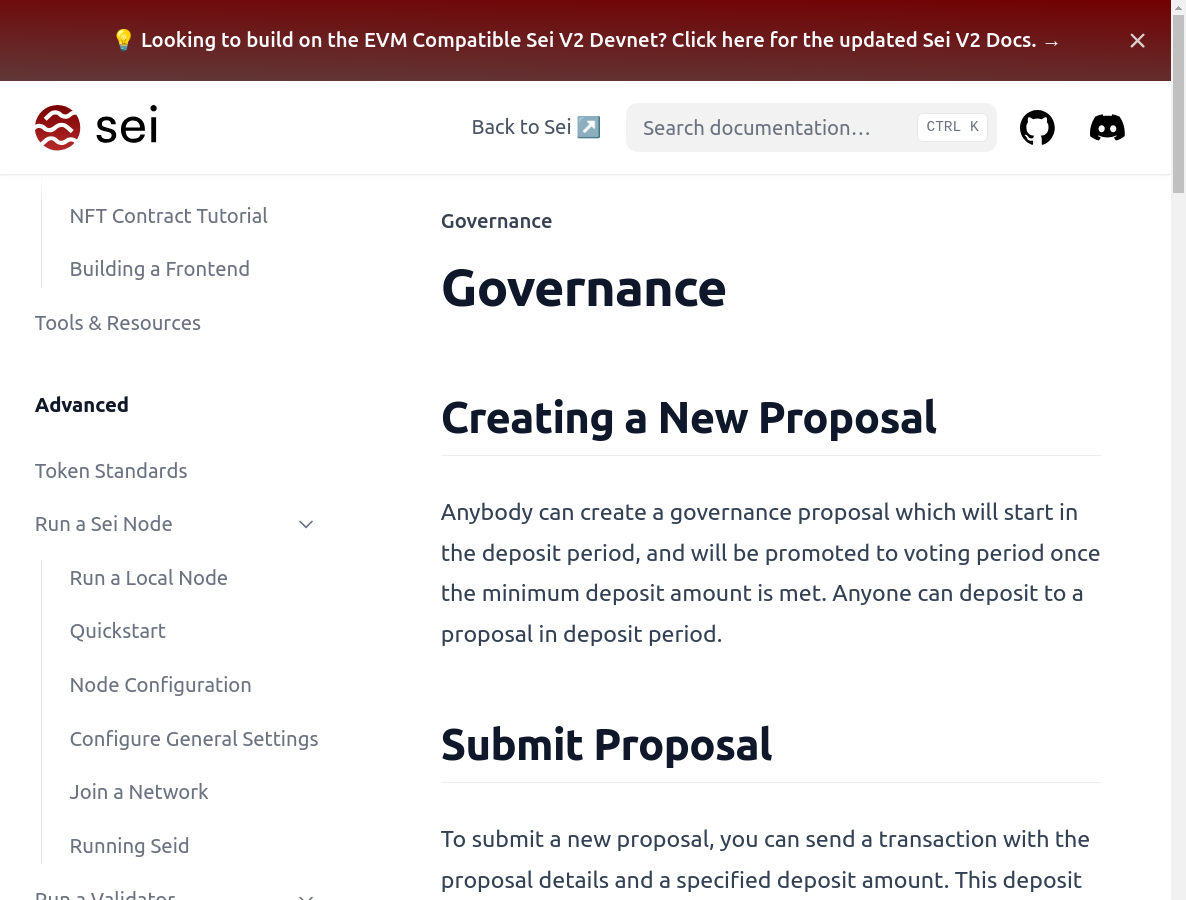 💡 Looking to build on the EVM Compatible Sei V2 Devnet? Click here for the updated Sei V2 Docs. →
sei
Back to Sei ↗️
Search documentation…
CTRL K
NFT Contract Tutorial
Building a Frontend
Tools & Resources
Advanced
Token Standards
Run a Sei Node
Run a Local Node
Quickstart
Node Configuration
Configure General Settings
Join a Network
Running Seid
Run a Validator
Governance
Governance
Creating a New Proposal
Anybody can create a governance proposal which will start in
the deposit period, and will be promoted to voting period once
the minimum deposit amount is met. Anyone can deposit to a
proposal in deposit period.
Submit Proposal
To submit a new proposal, you can send a transaction with the
proposal details and a specified deposit amount. This deposit